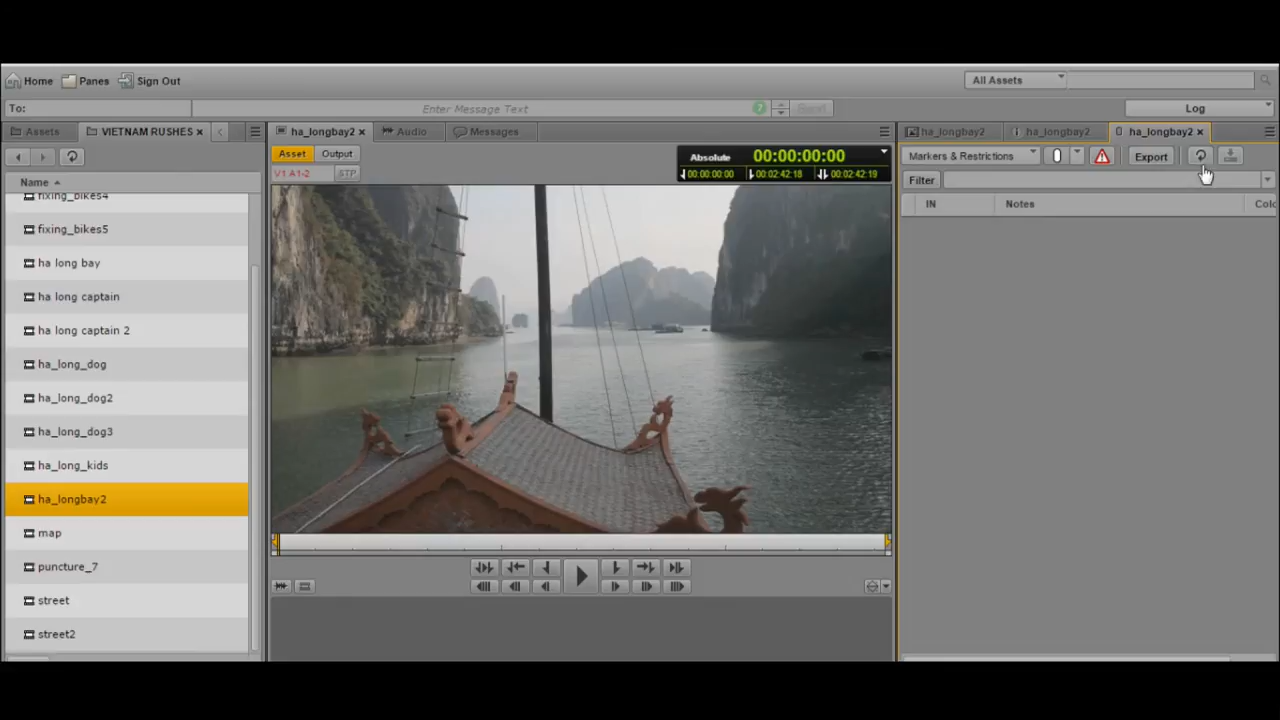 Home Panes Sign Out All Assets
To: Enter Message Text ? Send Log
Assets VIETNAM RUSHES ha_longbay2 Audio Messages ha_longbay2 ha_longbay2 ha_longbay2
Asset Output Absolute 00:00:00:00 Markers & Restrictions Export
V1 A1-2 STP 00:00:00:00 00:02:42:18 00:02:42:19
Filter
Name
IN Notes Colo
fixing_bikes4
fixing_bikes5
ha long bay
ha long captain
ha long captain 2
ha_long_dog
ha_long_dog2
ha_long_dog3
ha_long_kids
ha_longbay2
map
puncture_7
street
street2